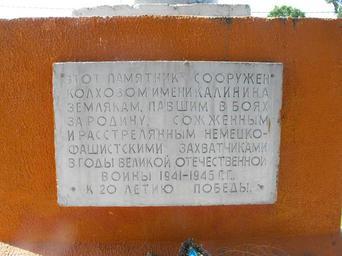 ЭТОТ ПАМЯТНИК СООРУЖЕН
КОЛХОЗОМ ИМЕНИ КАЛИНИНА
ЗЕМЛЯКАМ, ПАВШИМ В БОЯХ
ЗА РОДИНУ, СОЖЖЕННЫМ
И РАССТРЕЛЯННЫМ НЕМЕЦКО-
ФАШИСТСКИМИ ЗАХВАТЧИКАМИ
В ГОДЫ ВЕЛИКОЙ ОТЕЧЕСТВЕННОЙ
ВОЙНЫ 1941-1945 Г.Г.
К 20 ЛЕТИЮ ПОБЕДЫ.